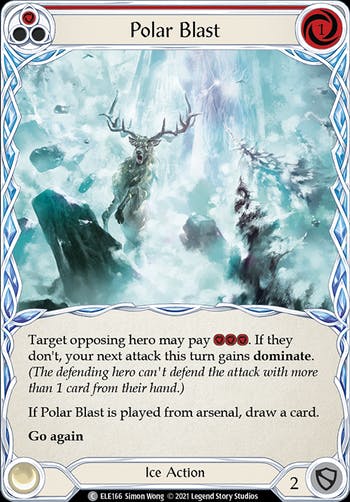 Polar Blast
1
Target opposing hero may pay . If they
don't, your next attack this turn gains dominate.
(The defending hero can't defend the attack with
more than 1 card from their hand.)
If Polar Blast is played from arsenal, draw a card.
Go again
Ice Action
2
C ELE166 Simon Wong © 2021 Legend Story Studios